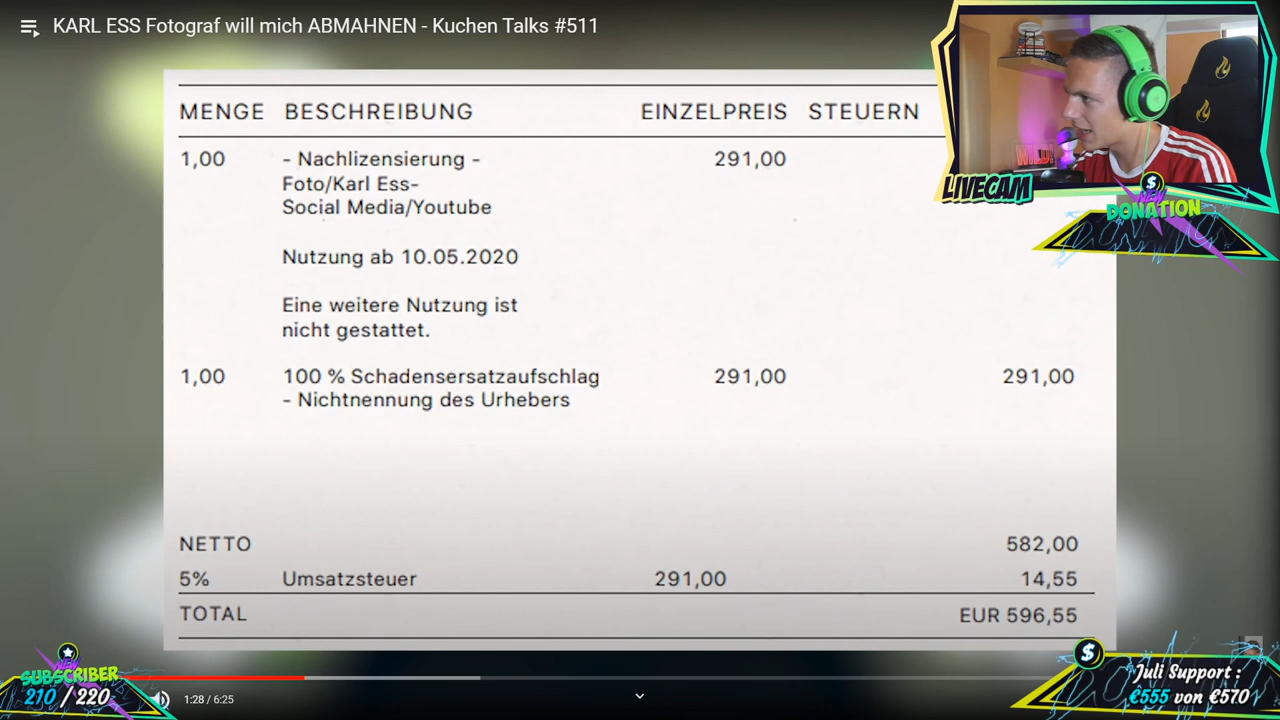 KARL ESS Fotograf will mich ABMAHNEN - Kuchen Talks #511
MENGE BESCHREIBUNG EINZELPREIS STEUERN
1,00 - Nachlizensierung - 291,00
Foto/Karl Ess-
Social Media/Youtube
Nutzung ab 10.05.2020
Eine weitere Nutzung ist
nicht gestattet.
1,00 100 % Schadensersatzaufschlag 291,00 291,00
- Nichtnennung des Urhebers
NETTO 582,00
5% Umsatzsteuer 291,00 14,55
TOTAL EUR 596,55
WILD!
LIVECAM
$
NEW
DONATION
NEW
SUBSCRIBER
210 / 220
1:28 / 6:25
$
Juli Support :
€555 von €570